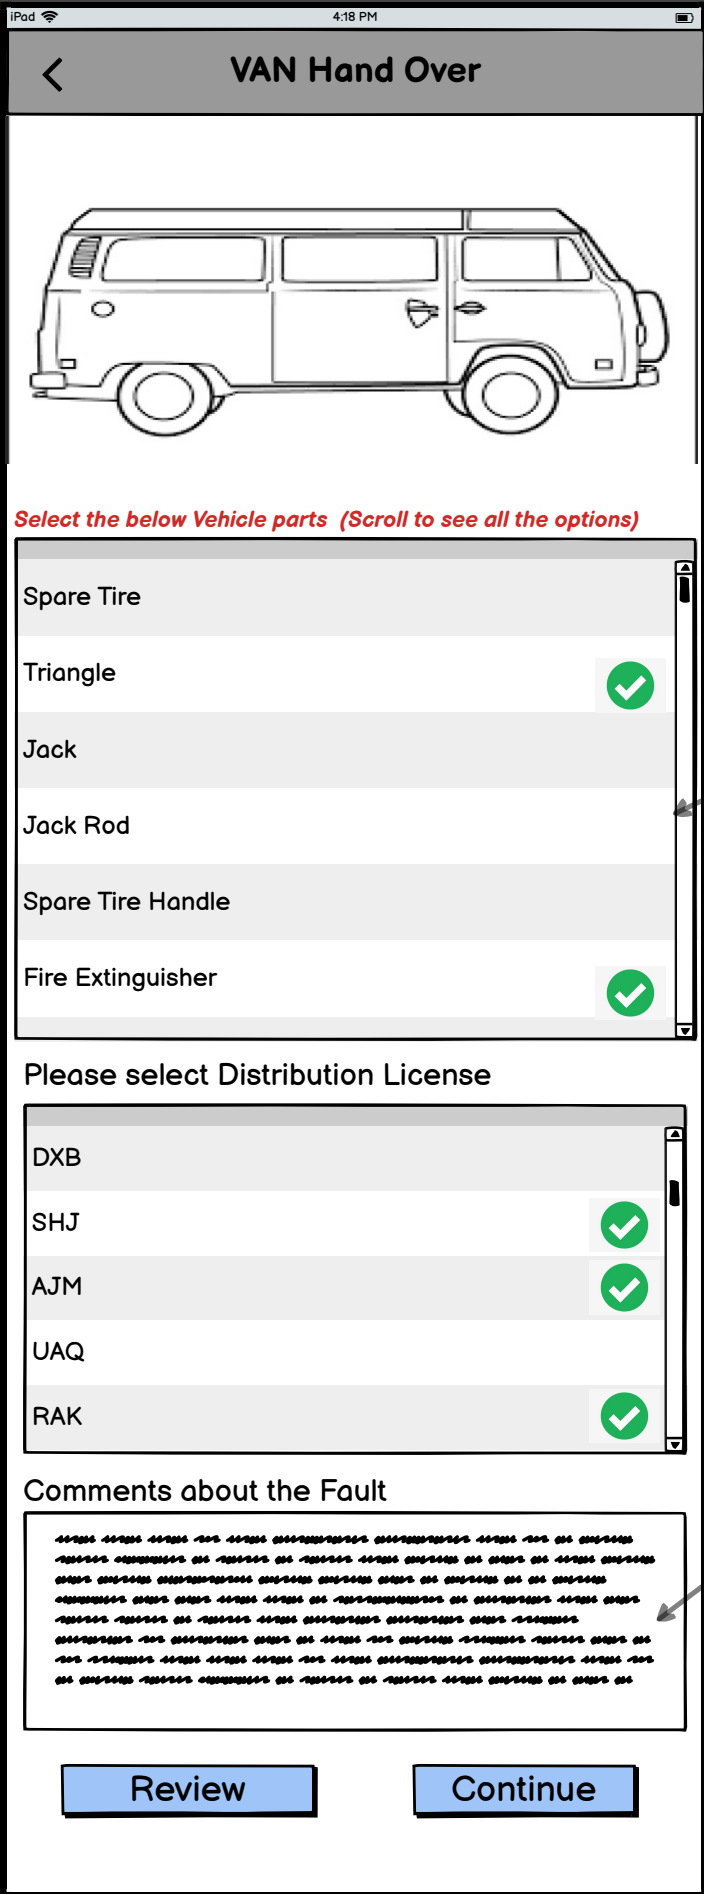 iPad 4:18 PM
VAN Hand Over
Select the below Vehicle parts (Scroll to see all the options)
Spare Tire
Triangle
Jack
Jack Rod
Spare Tire Handle
Fire Extinguisher
Please select Distribution License
DXB
SHJ
AJM
UAQ
RAK
Comments about the Fault
Review Continue